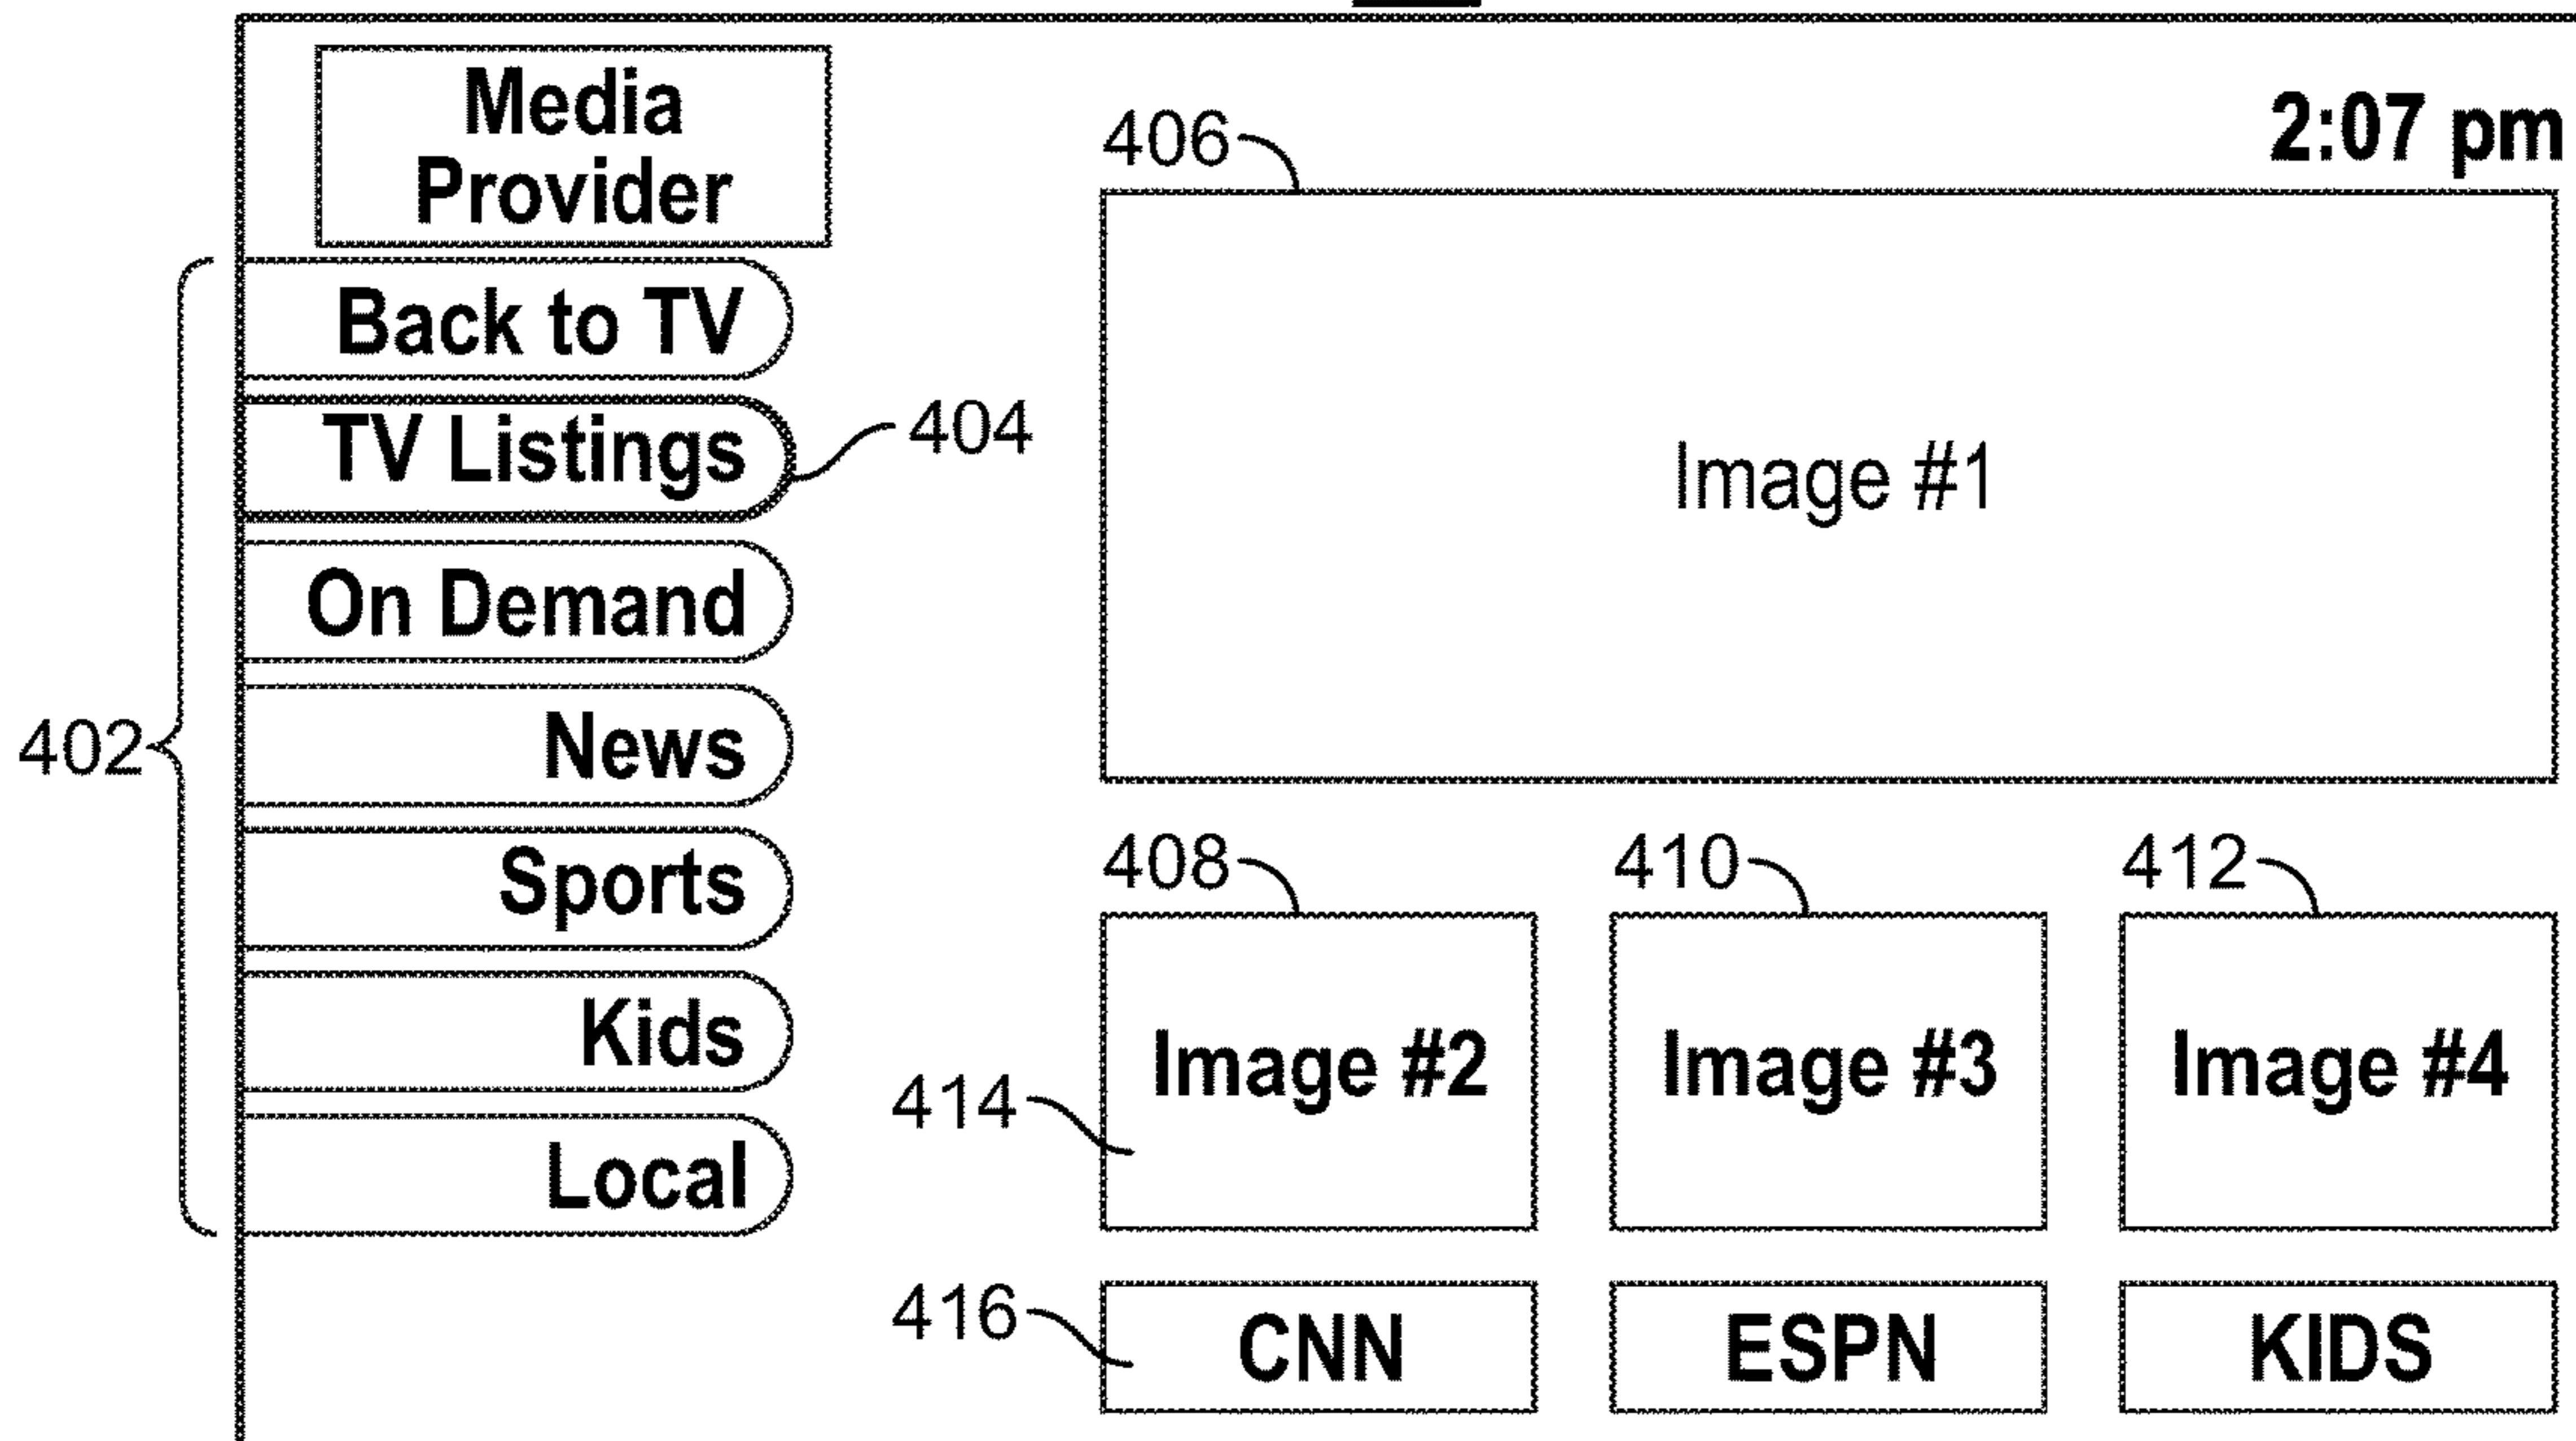 Media
Provider
2:07 pm
406
Back to TV
TV Listings
404
Image #1
On Demand
402
News
Sports
408
410
412
Kids
Image #2
Image #3
Image #4
414
Local
416
CNN
ESPN
KIDS